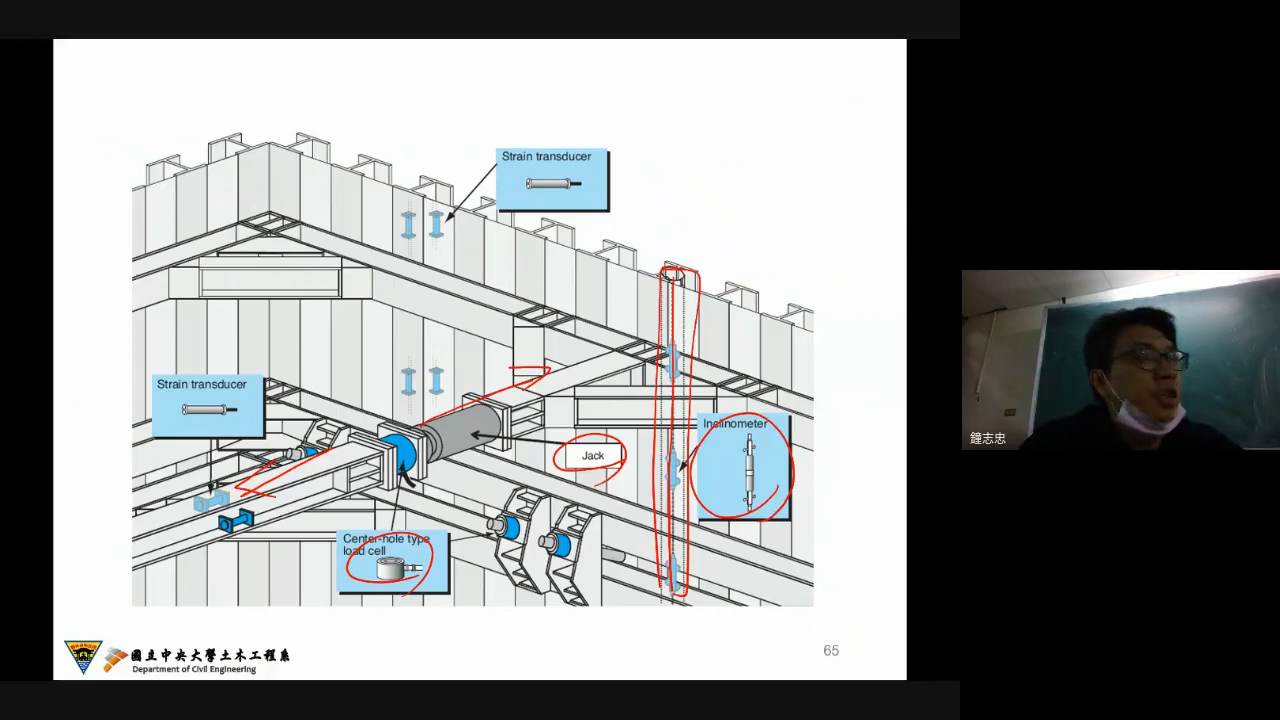 Strain transducer
Strain transducer
Inclinometer
Jack
Center-hole type
load cell
鐘志忠
國立中央大學土木工程系
Department of Civil Engineering
65